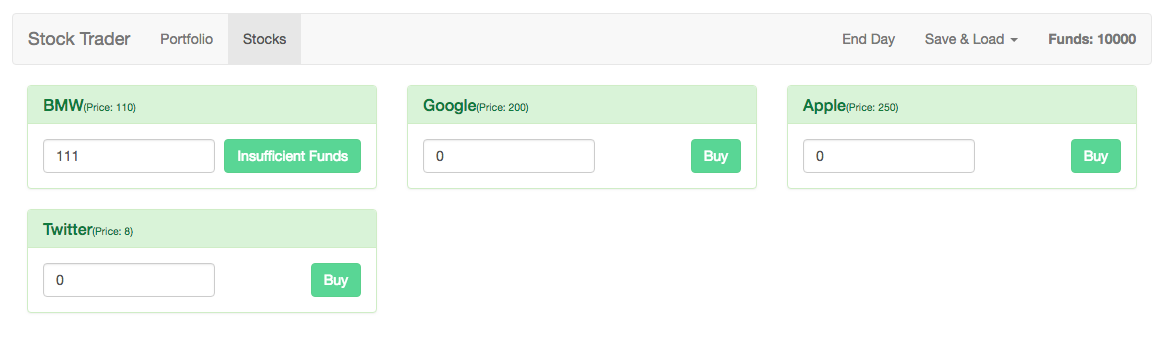 Stock Trader Portfolio Stocks End Day Save & Load Funds: 10000
BMW(Price: 110) Google(Price: 200) Apple(Price: 250)
111 Insufficient Funds 0 Buy 0 Buy
Twitter(Price: 8)
0 Buy